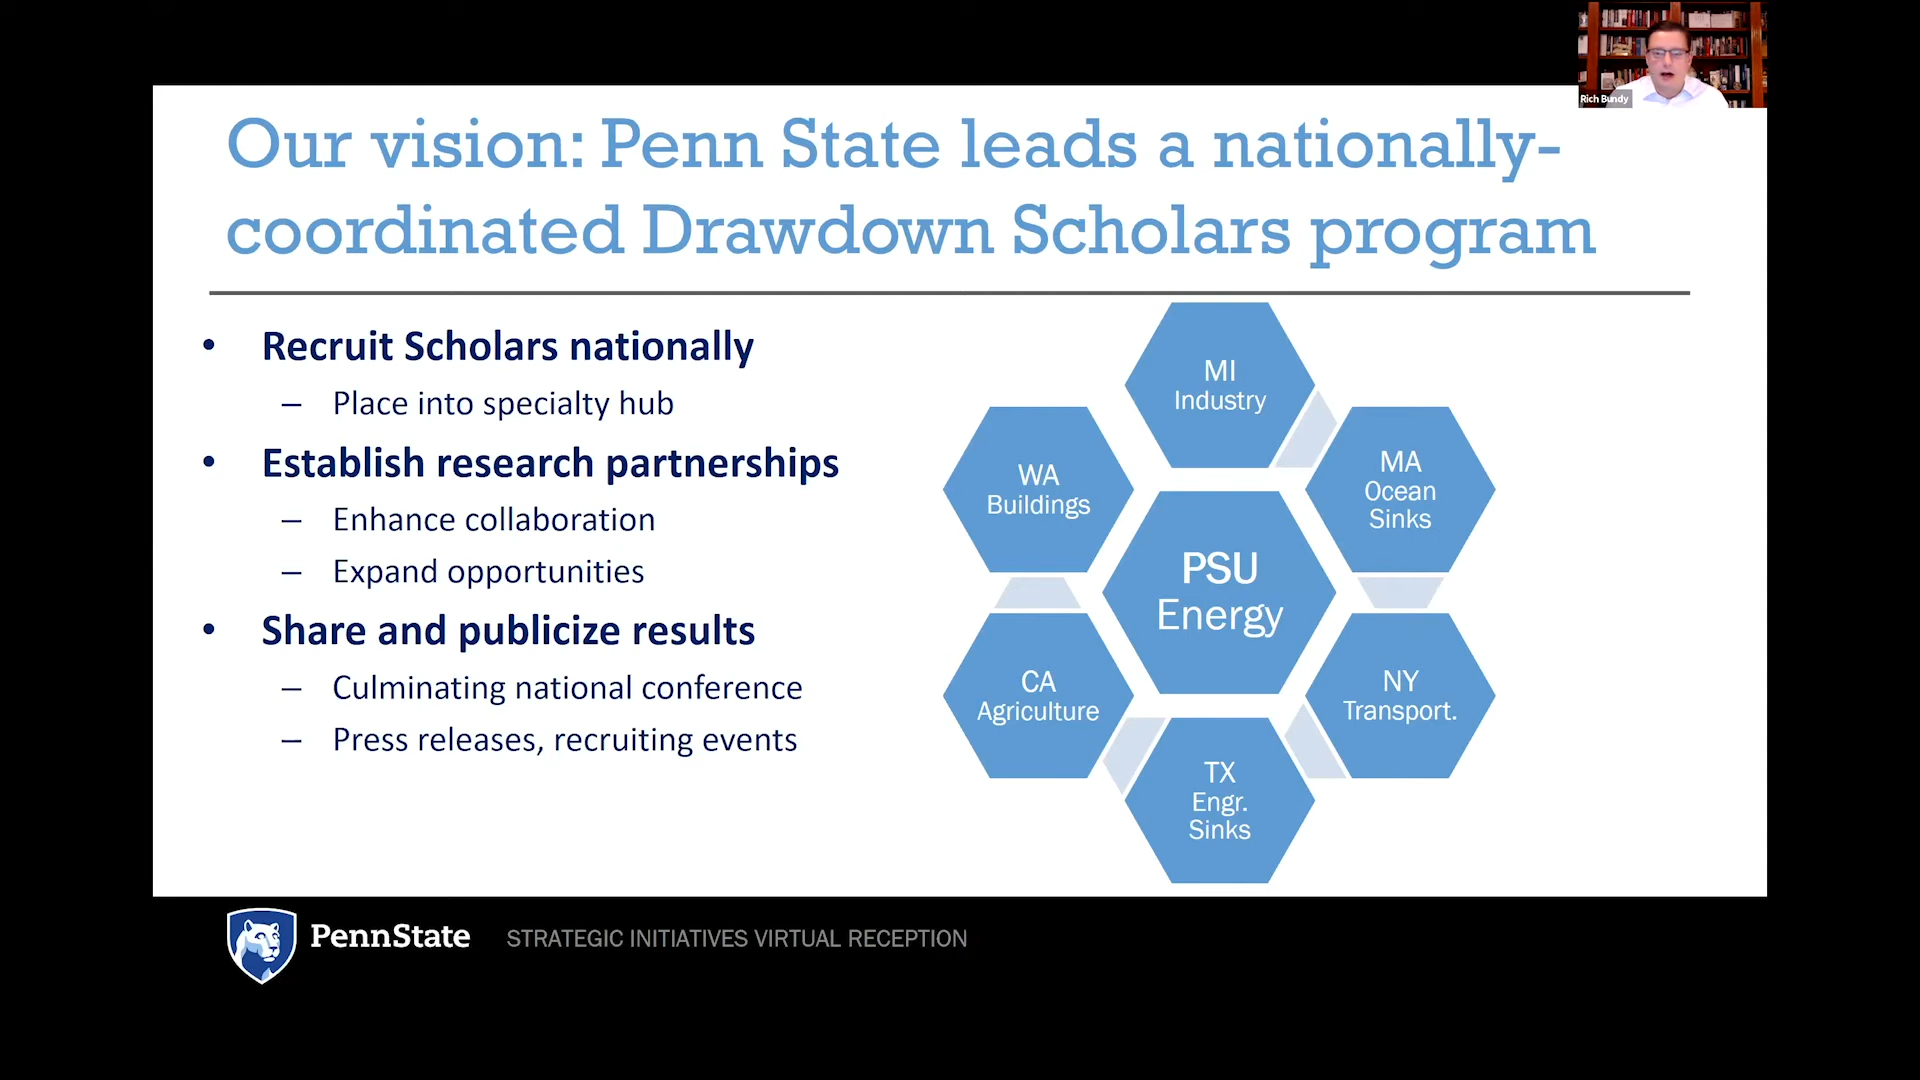 Rich Bundy
Our vision: Penn State leads a nationally-
coordinated Drawdown Scholars program
• Recruit Scholars nationally
– Place into specialty hub
• Establish research partnerships
– Enhance collaboration
– Expand opportunities
• Share and publicize results
– Culminating national conference
– Press releases, recruiting events
MI
Industry
MA
Ocean
Sinks
NY
Transport.
TX
Engr.
Sinks
CA
Agriculture
WA
Buildings
PSU
Energy
PennState
STRATEGIC INITIATIVES VIRTUAL RECEPTION